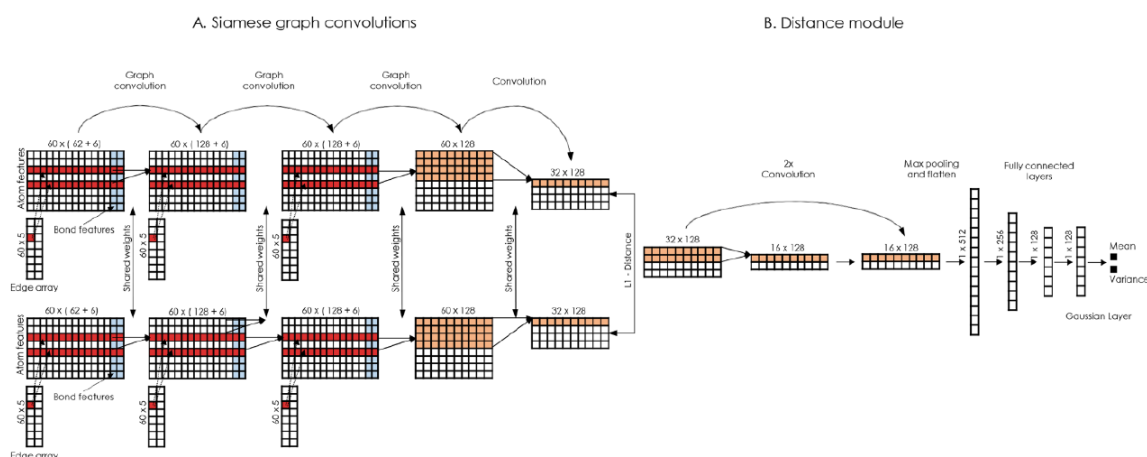 A. Siamese graph convolutions
B. Distance module
Graph
convolution
Graph
convolution
Graph
convolution
Convolution
60 x ( 62 + 6)
60 x ( 128 + 6)
60 x ( 128 + 6)
60 x 128
32 x 128
Atom features
Bond features
60 x 5
60 x 5
60 x 5
Edge array
Shared weights
Shared weights
Shared weights
Shared weights
L1 - Distance
60 x ( 62 + 6)
60 x ( 128 + 6)
60 x ( 128 + 6)
60 x 128
32 x 128
Atom features
Bond features
60 x 5
60 x 5
60 x 5
Edge array
2x
Convolution
Max pooling
and flatten
Fully connected
layers
32 x 128
16 x 128
16 x 128
1 x 512
1 x 256
1 x 128
1 x 128
Mean
Variance
Gaussian Layer